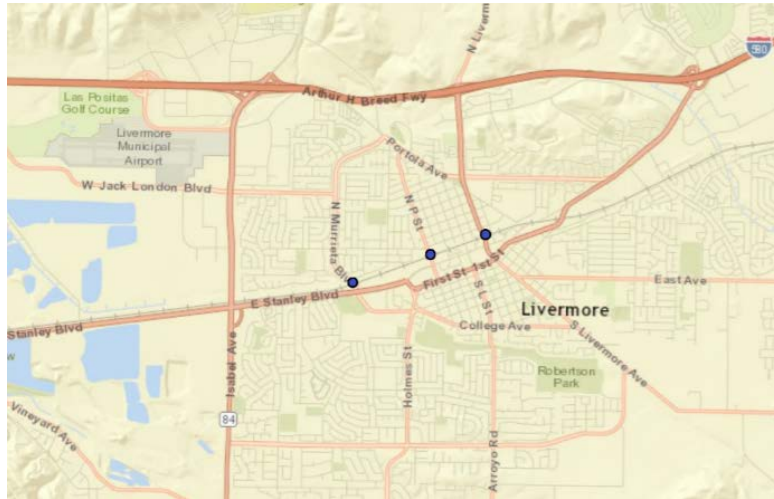 N Liverm
580
Arthur H Breed Fwy
Las Positas
Golf Course
Livermore
Municipal
Airport
Portola Ave
W Jack London Blvd
N Murrieta Blv
N P St
First St
1st St
East Ave
E Stanley Blvd
S L St
Livermore
Stanley Blvd
College Ave
S Livermore Ave
Isabel Ave
Holmes St
Robertson
Park
w
Vineyard Ave
84
Arroyo Rd